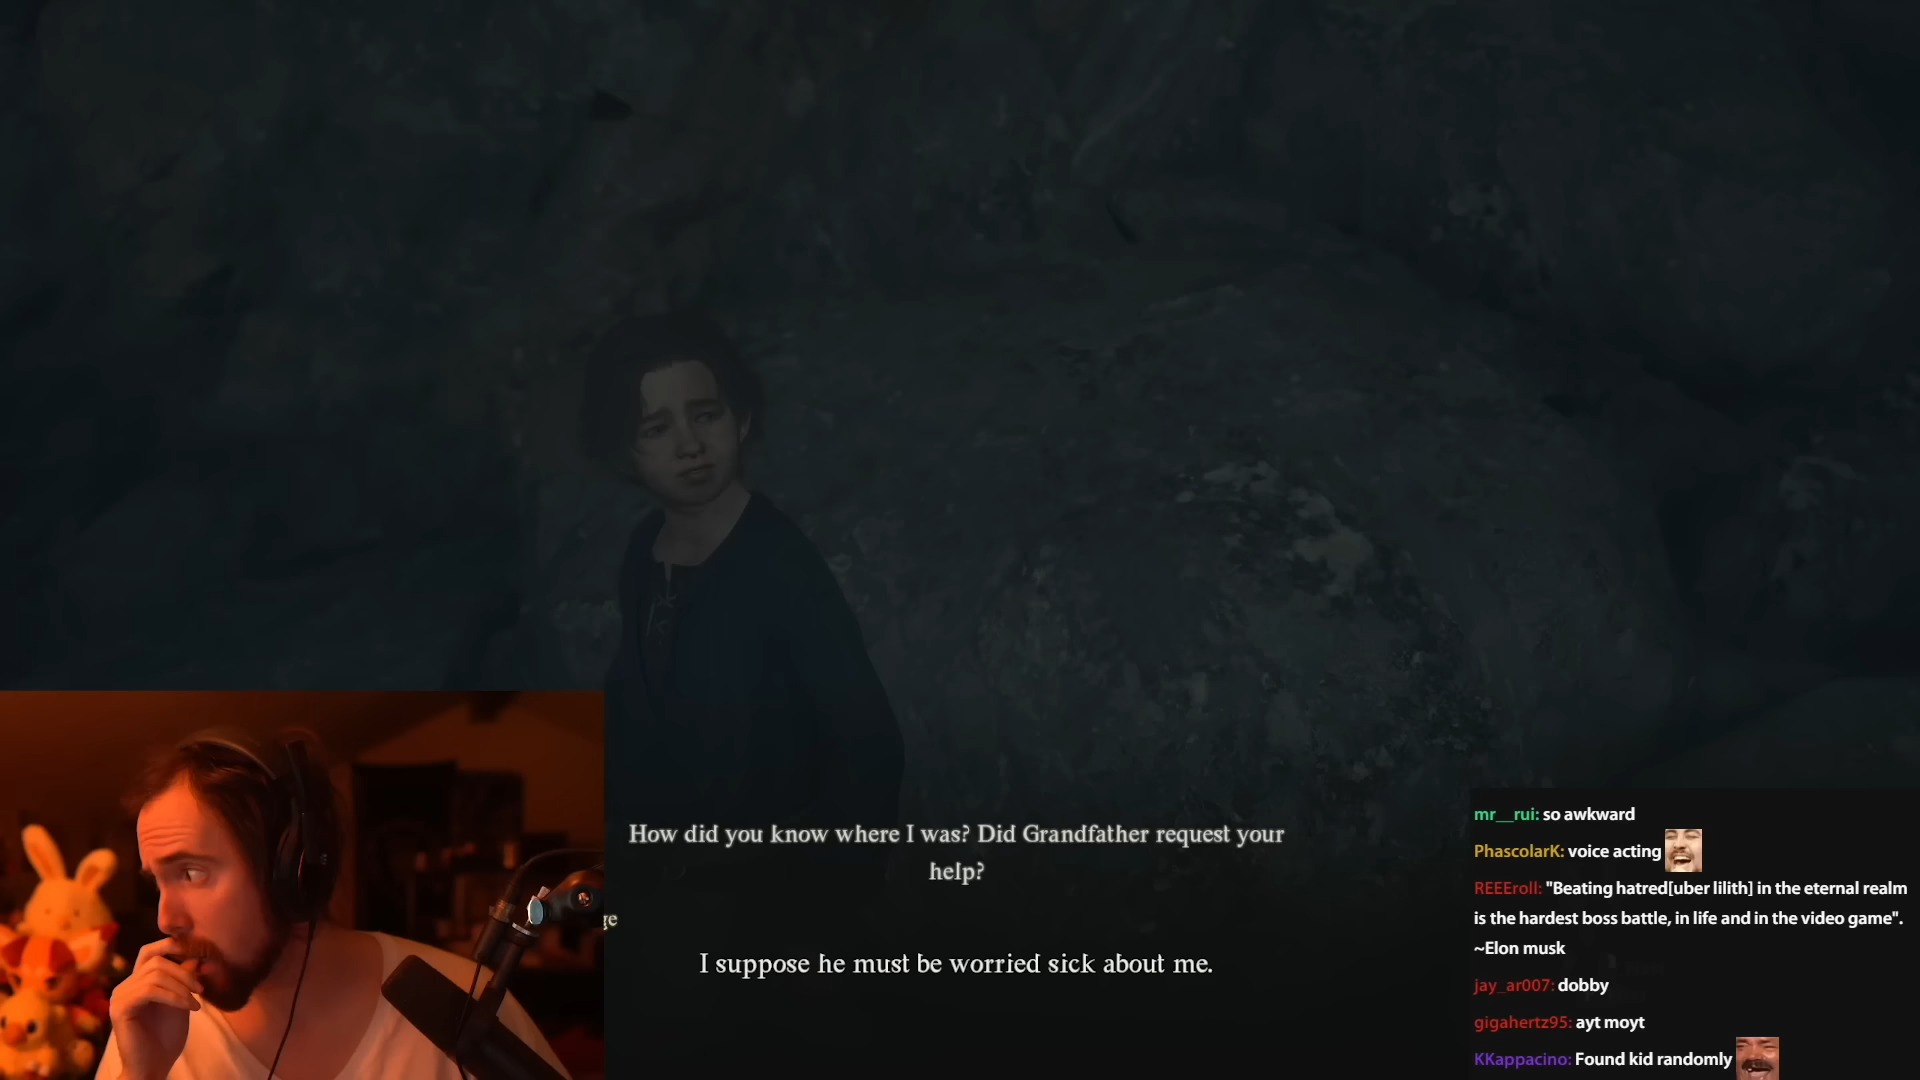 How did you know where I was? Did Grandfather request your
help?
ge
I suppose he must be worried sick about me.
mr__rui: so awkward
PhascolarK: voice acting
REEEroll: "Beating hatred[uber lilith] in the eternal realm
is the hardest boss battle, in life and in the video game".
~Elon musk
jay_ar007: dobby
gigahertz95: ayt moyt
KKappacino: Found kid randomly